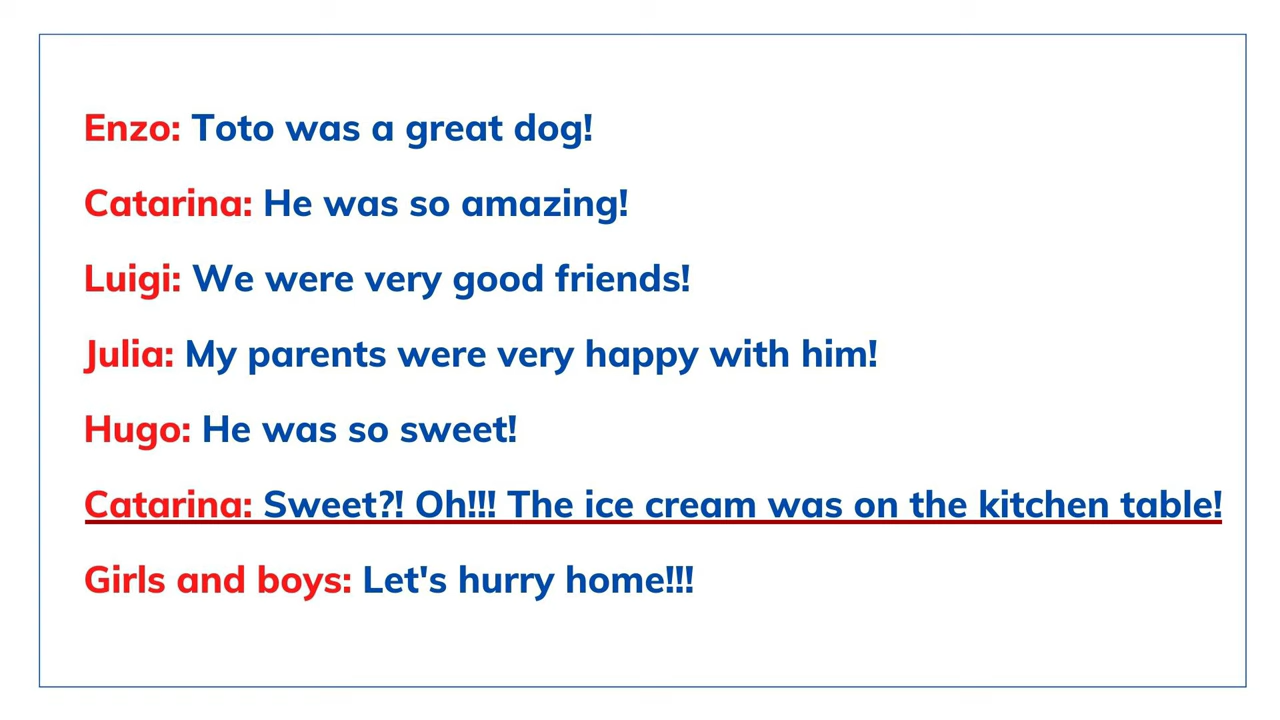 Enzo: Toto was a great dog!
Catarina: He was so amazing!
Luigi: We were very good friends!
Julia: My parents were very happy with him!
Hugo: He was so sweet!
Catarina: Sweet?! Oh!!! The ice cream was on the kitchen table!
Girls and boys: Let's hurry home!!!